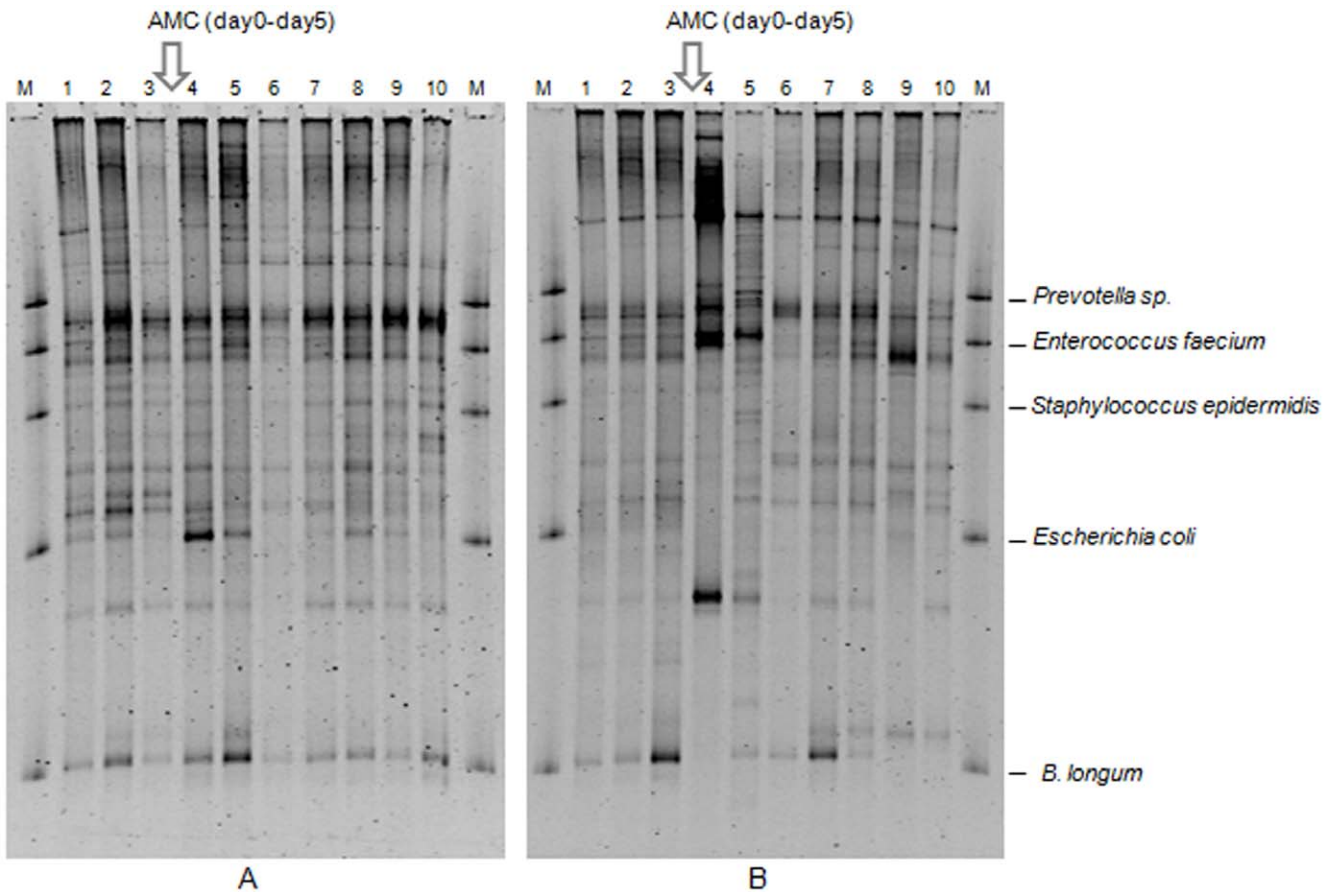 AMC (day0-day5) AMC (day0-day5)
M 1 2 3 4 5 6 7 8 9 10 M M 1 2 3 4 5 6 7 8 9 10 M
Prevotella sp.
Enterococcus faecium
Staphylococcus epidermidis
Escherichia coli
B. longum
A B